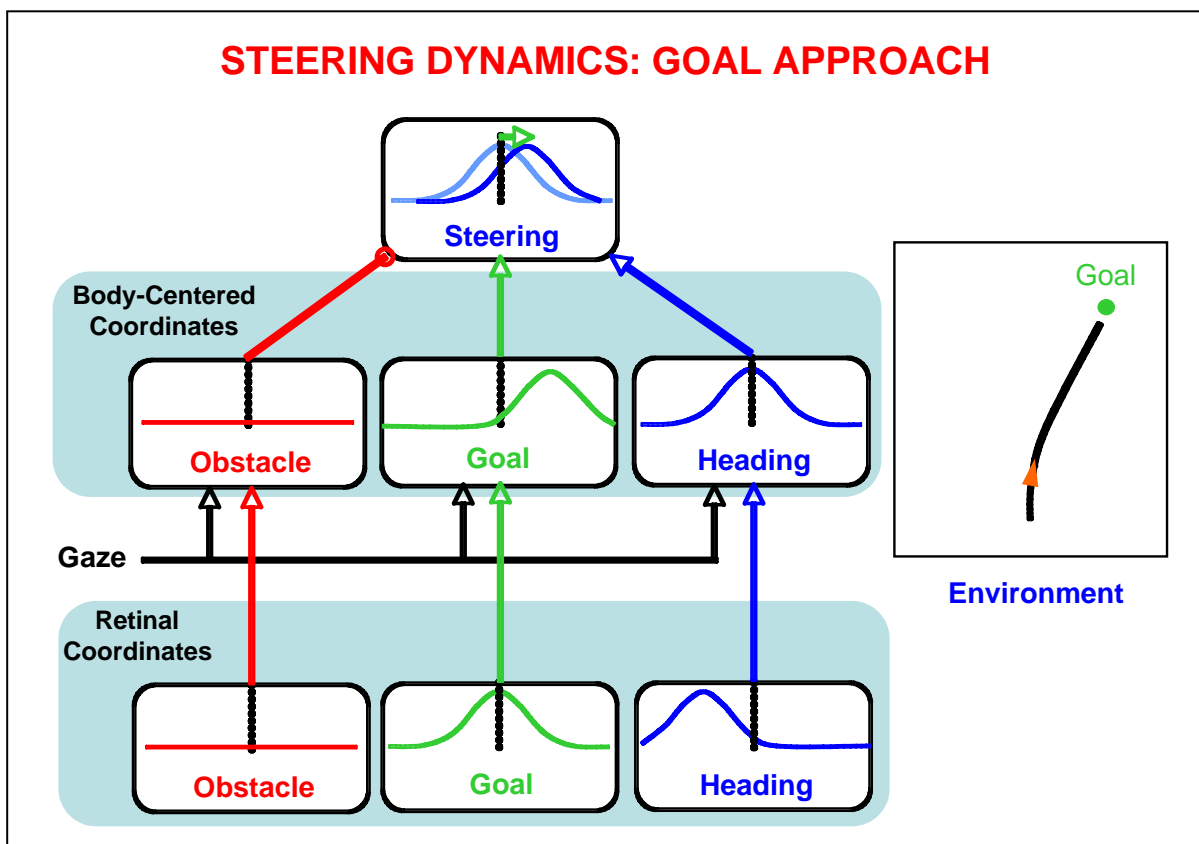 STEERING DYNAMICS: GOAL APPROACH
Steering
Body-Centered
Coordinates
Obstacle
Goal
Heading
Gaze
Retinal
Coordinates
Obstacle
Goal
Heading
Goal
Environment